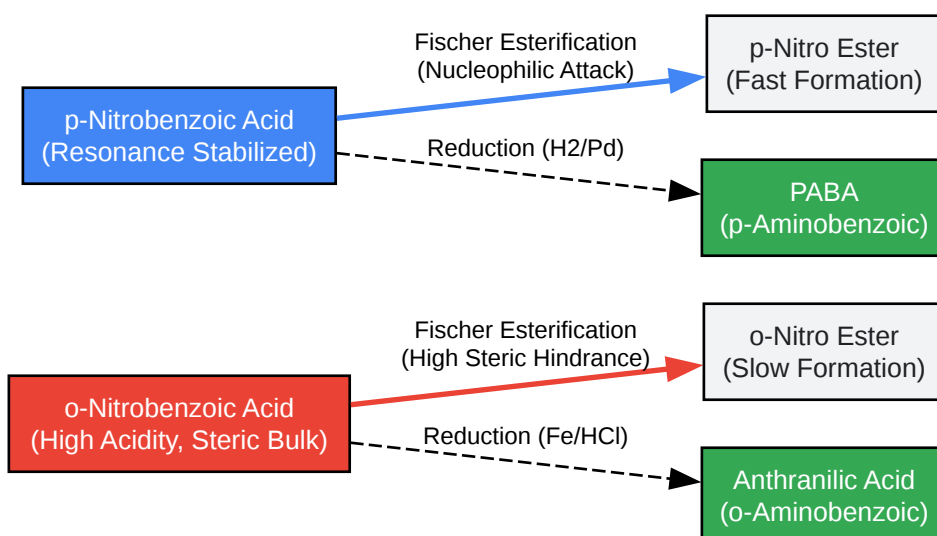 Fischer Esterification
(Nucleophilic Attack)
p-Nitro Ester
(Fast Formation)
p-Nitrobenzoic Acid
(Resonance Stabilized)
Reduction (H2/Pd)
PABA
(p-Aminobenzoic)
Fischer Esterification
(High Steric Hindrance)
o-Nitro Ester
(Slow Formation)
o-Nitrobenzoic Acid
(High Acidity, Steric Bulk)
Reduction (Fe/HCl)
Anthranilic Acid
(o-Aminobenzoic)